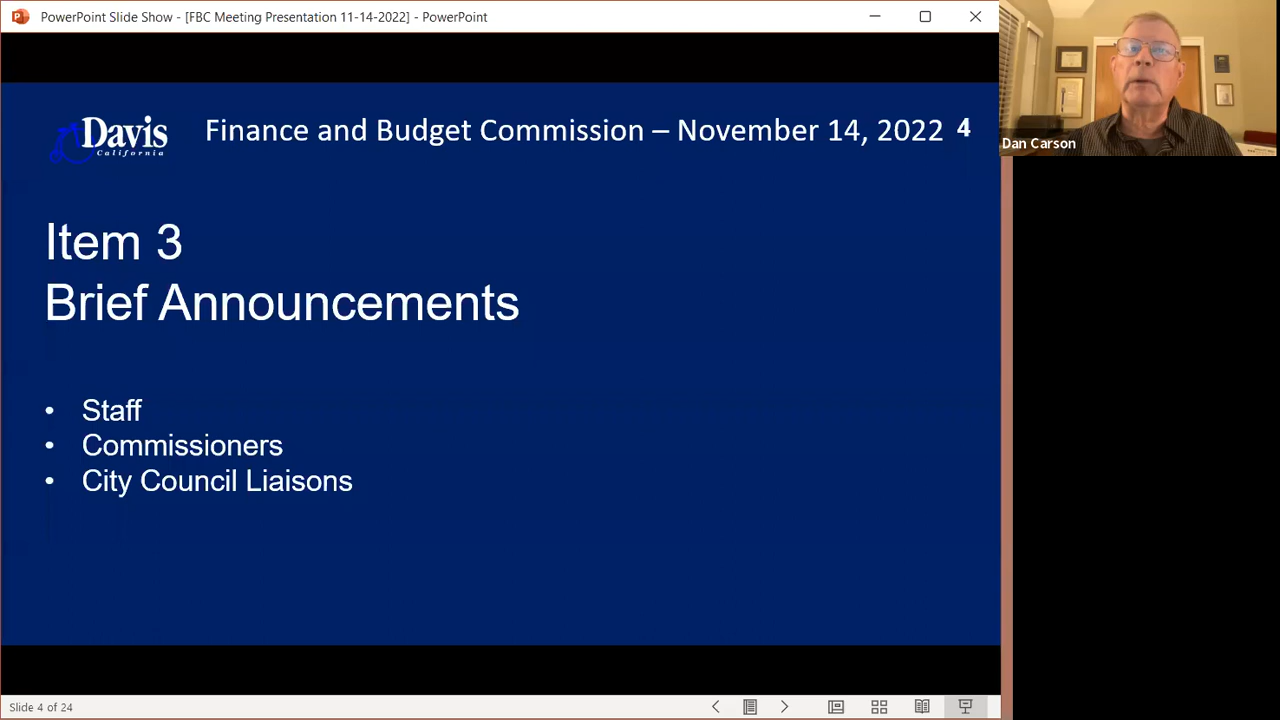 PowerPoint Slide Show - [FBC Meeting Presentation 11-14-2022] - PowerPoint
Davis
California
Finance and Budget Commission – November 14, 2022 4
Dan Carson
Item 3
Brief Announcements
• Staff
• Commissioners
• City Council Liaisons
Slide 4 of 24